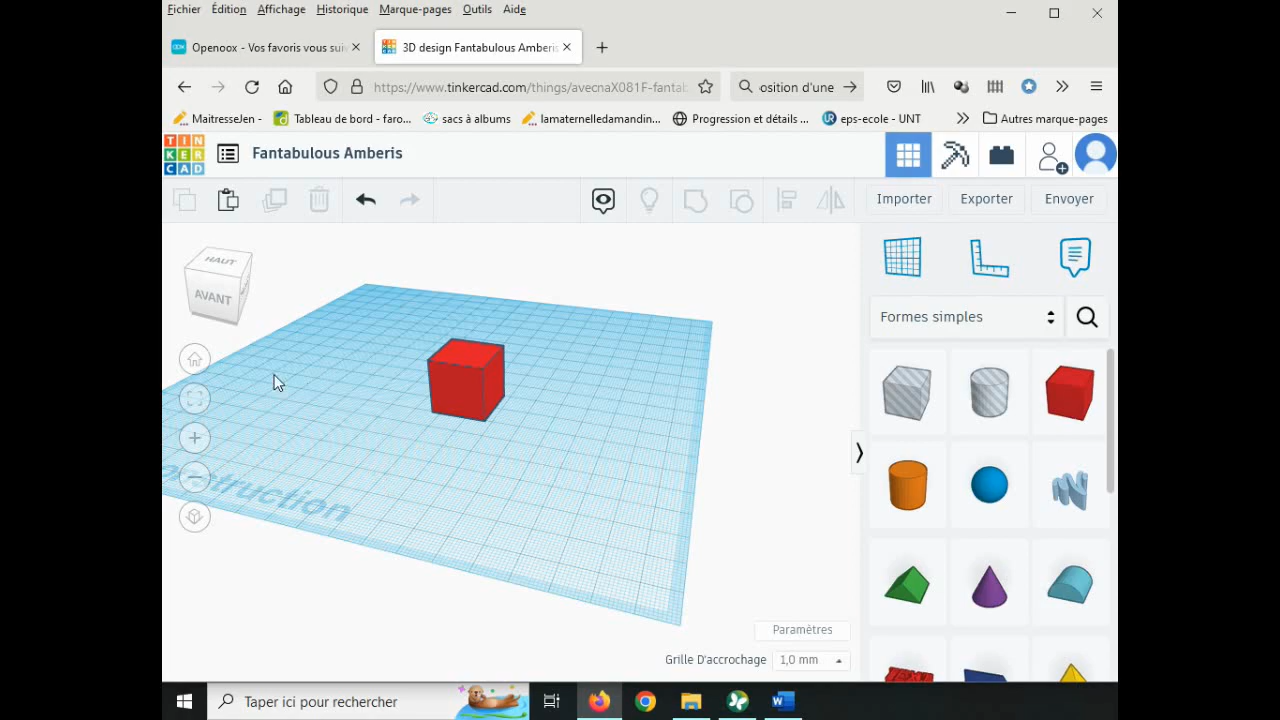 Fichier Édition Affichage Historique Marque-pages Outils Aide
Openoox - Vos favoris vous suiv 3D design Fantabulous Amberis
https://www.tinkercad.com/things/avecnaX081F-fantab osition d'une
Maitresselen - Tableau de bord - faro... sacs à albums lamaternelledamandin... Progression et détails ... eps-ecole - UNT Autres marque-pages
TIN
KER
CAD
Fantabulous Amberis
Importer Exporter Envoyer
HAUT
AVANT
Formes simples
onstruction
Paramètres
Grille D'accrochage 1,0 mm
Taper ici pour rechercher